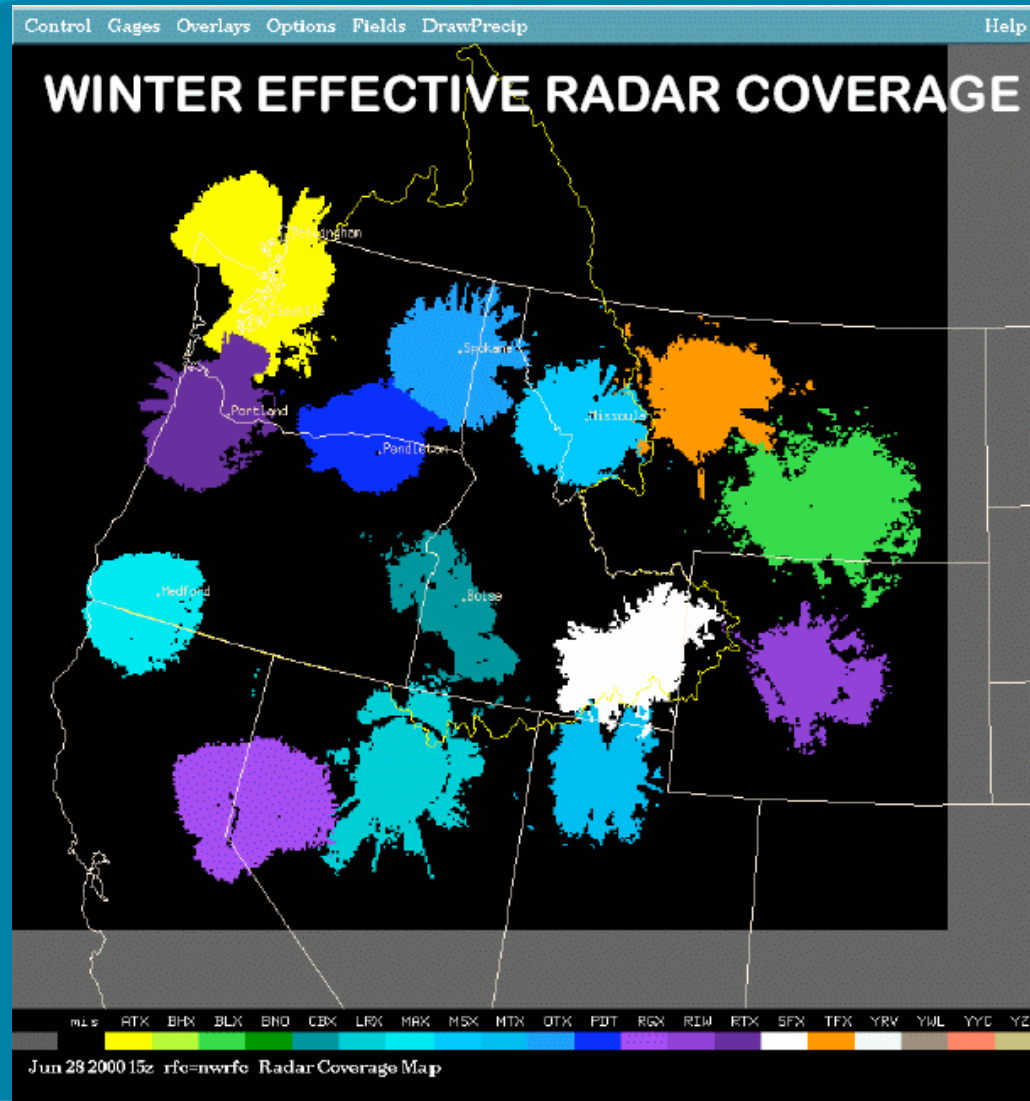 Control Gages Overlays Options Fields DrawPrecip Help
WINTER EFFECTIVE RADAR COVERAGE
Bellingham
Seattle
Spokane
Portland
Missoula
Pendleton
Medford
Boise
mis ATX BHX BLX BNO CBX LRX MAX MSX MTX OTX PDT RGX RIW RTX SFX TFX YRV YWL YYC YZ
Jun 28 2000 15z rfc=nwrfc Radar Coverage Map